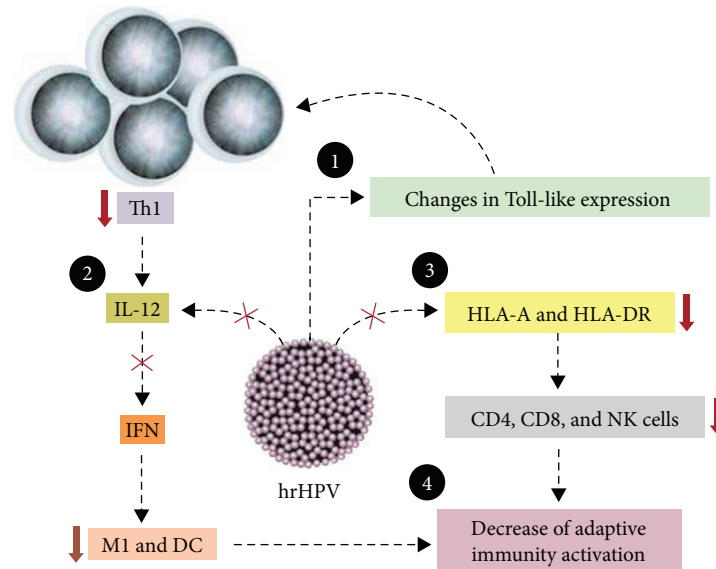 1
Changes in Toll-like expression
Th1
2
3
IL-12
HLA-A and HLA-DR
IFN
CD4, CD8, and NK cells
hrHPV
4
M1 and DC
Decrease of adaptive
immunity activation